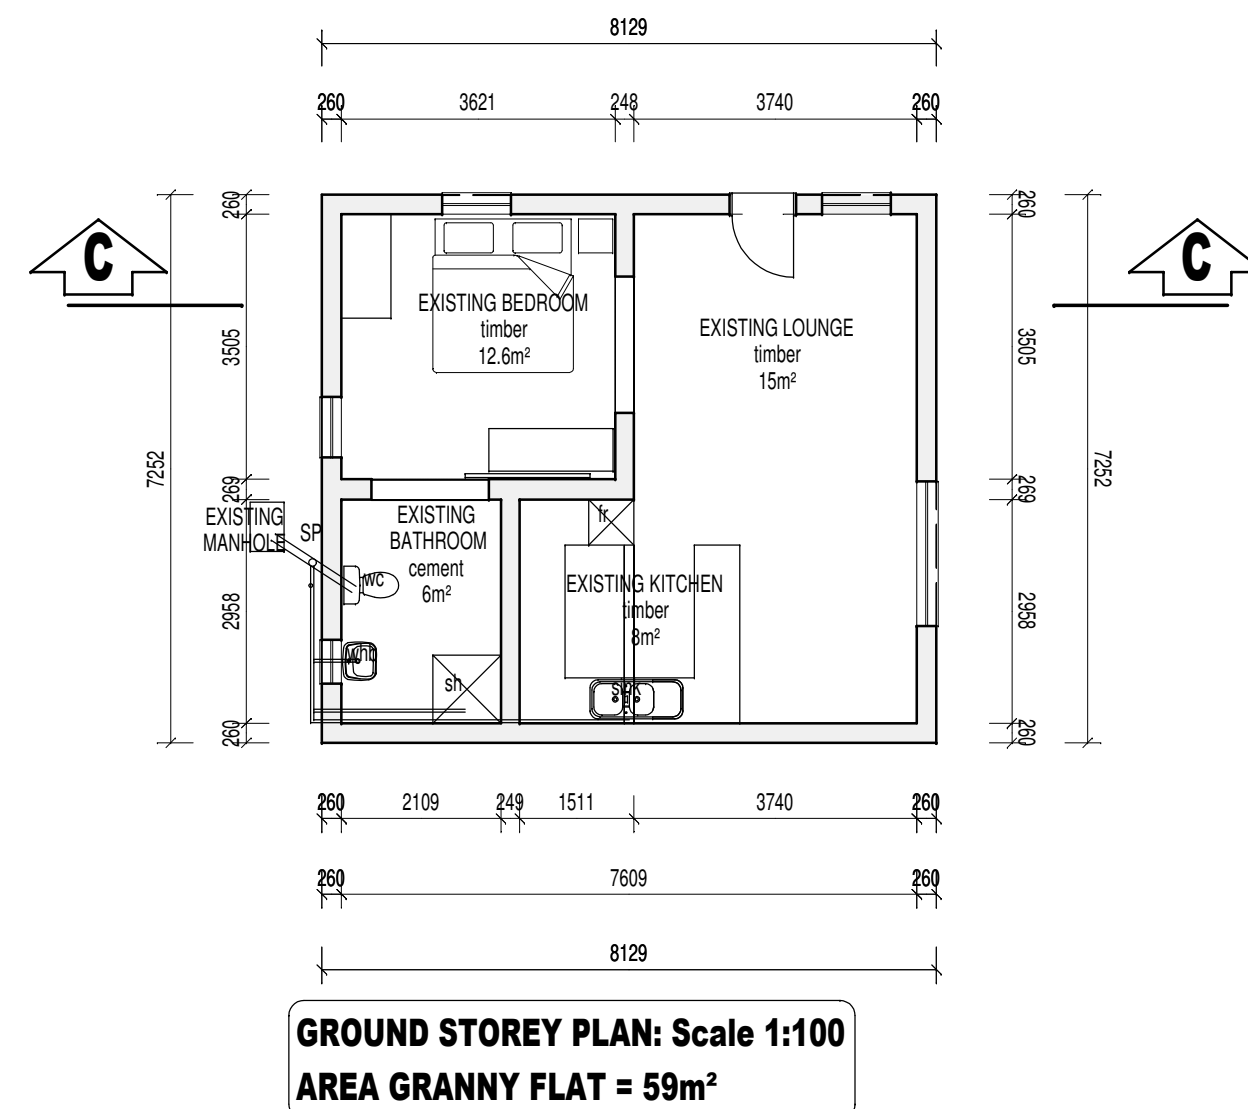 8129
260 3621 248 3740 260
260
3505
7252
269
2958
260
C
C
260
3505
7252
269
2958
260
EXISTING BEDROOM
timber
12.6m²
EXISTING LOUNGE
timber
15m²
EXISTING
MANHOLE
SP
EXISTING
BATHROOM
cement
6m²
wc
whb
sh
fr
EXISTING KITCHEN
timber
8m²
sink
260 2109 249 1511 3740 260
260 7609 260
8129
GROUND STOREY PLAN: Scale 1:100
AREA GRANNY FLAT = 59m²